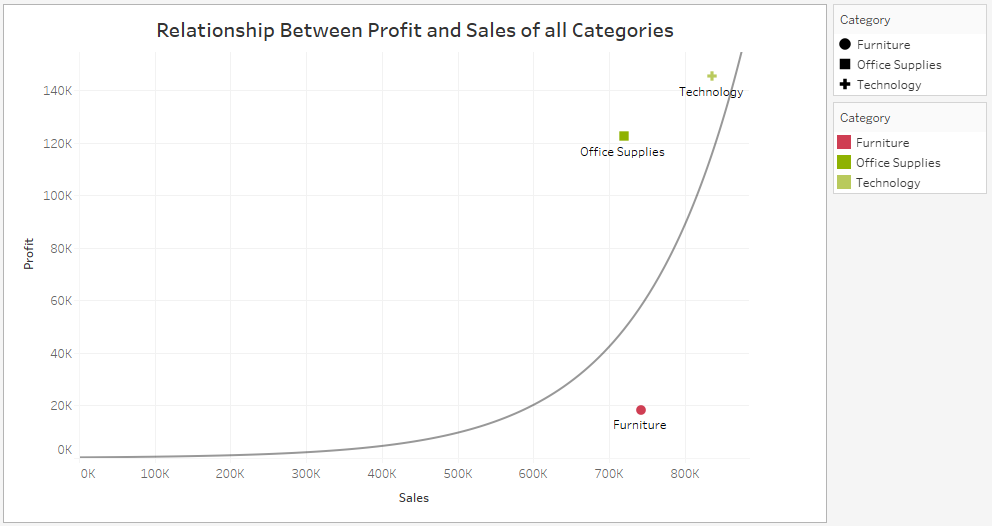 Relationship Between Profit and Sales of all Categories
140K
120K
100K
80K
60K
40K
20K
0K
Profit
Technology
Office Supplies
Furniture
0K 100K 200K 300K 400K 500K 600K 700K 800K
Sales
Category
Furniture
Office Supplies
Technology
Category
Furniture
Office Supplies
Technology